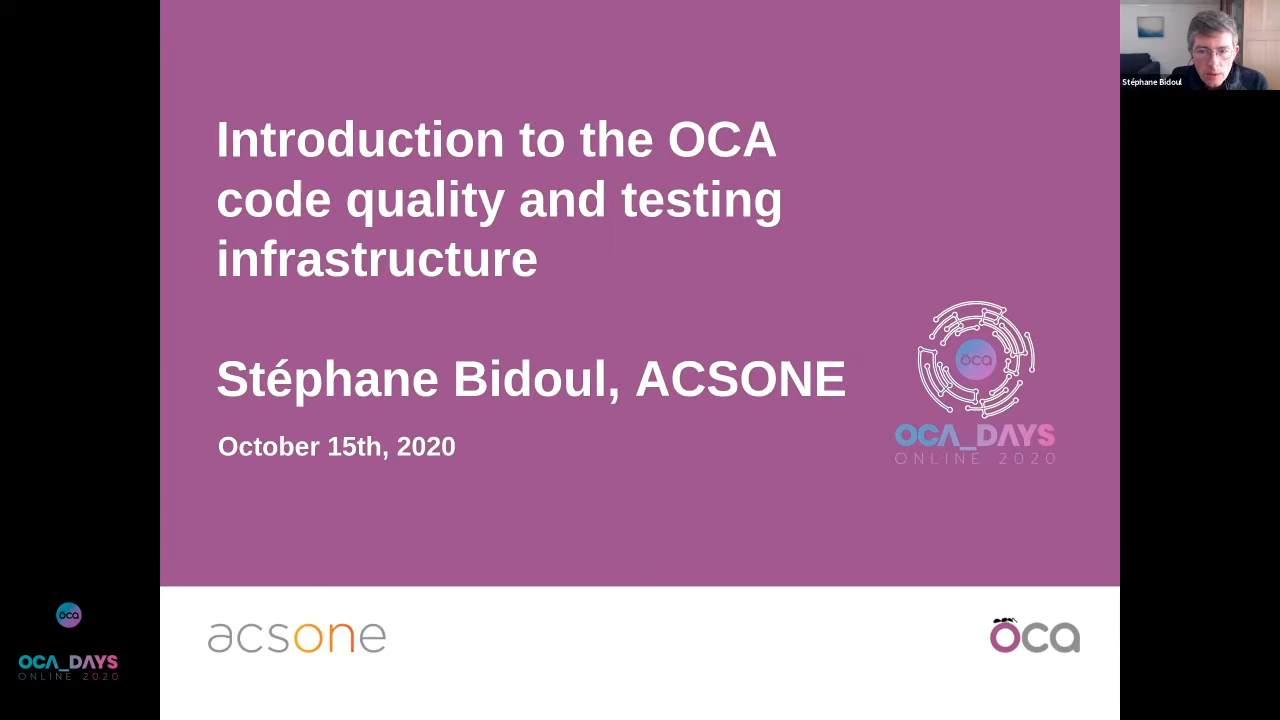 Introduction to the OCA
code quality and testing
infrastructure
Stéphane Bidoul, ACSONE
October 15th, 2020
oca
OCA_DAYS
ONLINE 2020
acsone
oca
oca
OCA_DAYS
ONLINE 2020
Stéphane Bidoul